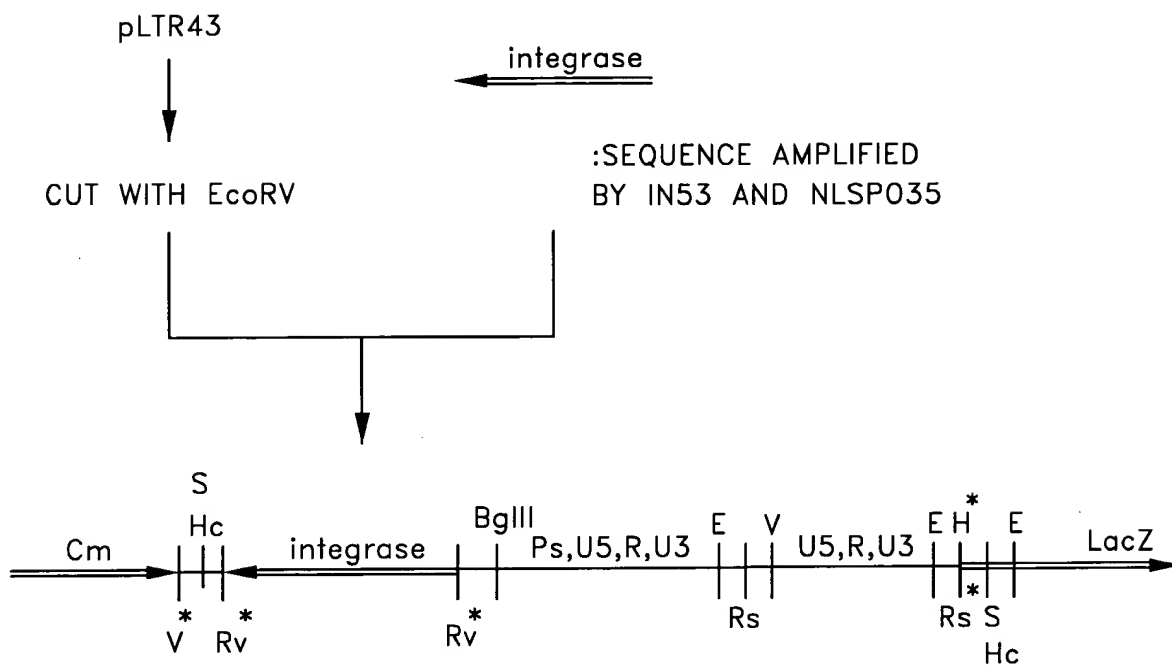 pLTR43
integrase
:SEQUENCE AMPLIFIED
CUT WITH EcoRV
BY IN53 AND NLSPO35
S
Hc
BglII
E
V
E
H*
E
Cm
integrase
Ps,U5,R,U3
U5,R,U3
LacZ
V*
Rv*
Rv*
Rs
Rs*
S
Hc